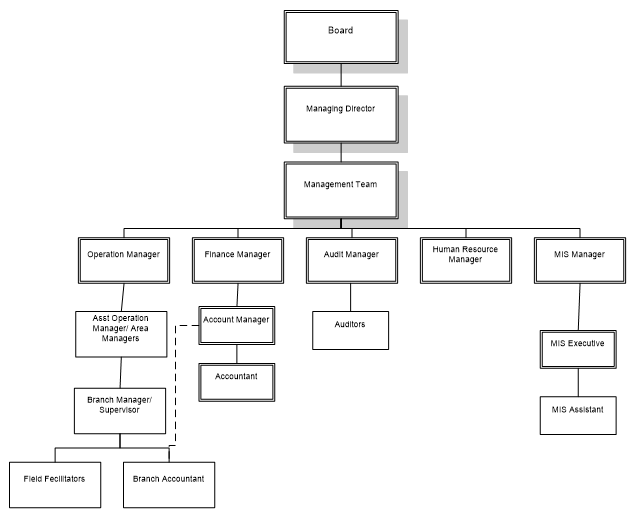 Board
Managing Director
Management Team
Operation Manager
Finance Manager
Audit Manager
Human Resource
Manager
MIS Manager
Asst Operation
Manager/ Area
Managers
Account Manager
Auditors
MIS Executive
Accountant
Branch Manager/
Supervisor
MIS Assistant
Field Fecilitators
Branch Accountant